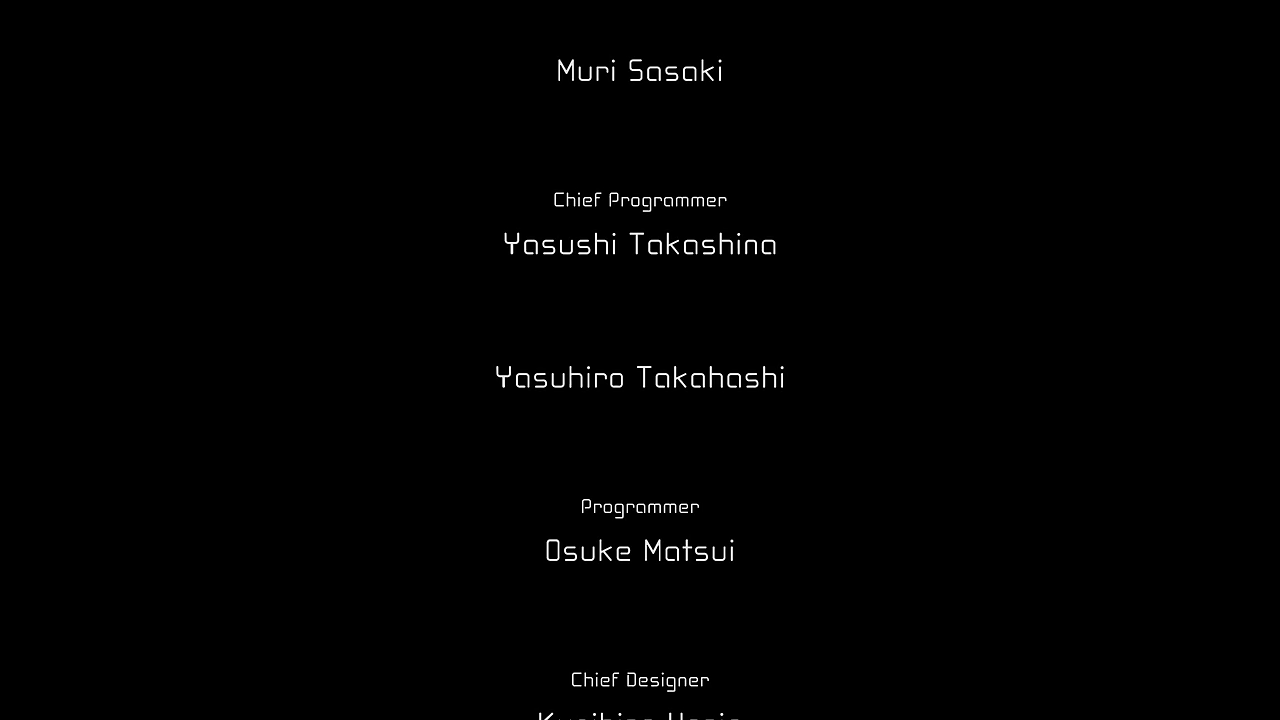 Muri Sasaki
Chief Programmer
Yasushi Takashina
Yasuhiro Takahashi
Programmer
Osuke Matsui
Chief Designer